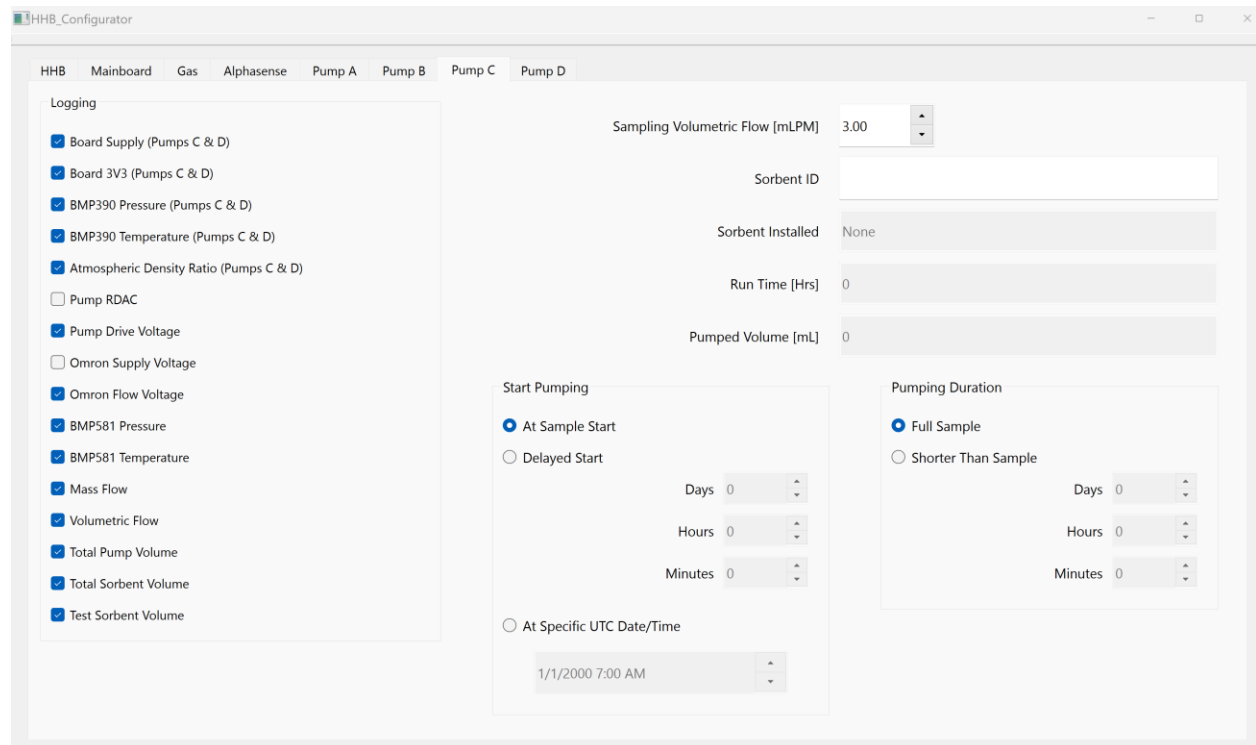 HHB_Configurator
HHB Mainboard Gas Alphasense Pump A Pump B Pump C Pump D
Logging
Board Supply (Pumps C & D)
Board 3V3 (Pumps C & D)
BMP390 Pressure (Pumps C & D)
BMP390 Temperature (Pumps C & D)
Atmospheric Density Ratio (Pumps C & D)
Pump RDAC
Pump Drive Voltage
Omron Supply Voltage
Omron Flow Voltage
BMP581 Pressure
BMP581 Temperature
Mass Flow
Volumetric Flow
Total Pump Volume
Total Sorbent Volume
Test Sorbent Volume
Sampling Volumetric Flow [mLPM] 3.00
Sorbent ID
Sorbent Installed None
Run Time [Hrs] 0
Pumped Volume [mL] 0
Start Pumping
At Sample Start
Delayed Start
Days 0
Hours 0
Minutes 0
At Specific UTC Date/Time
1/1/2000 7:00 AM
Pumping Duration
Full Sample
Shorter Than Sample
Days 0
Hours 0
Minutes 0